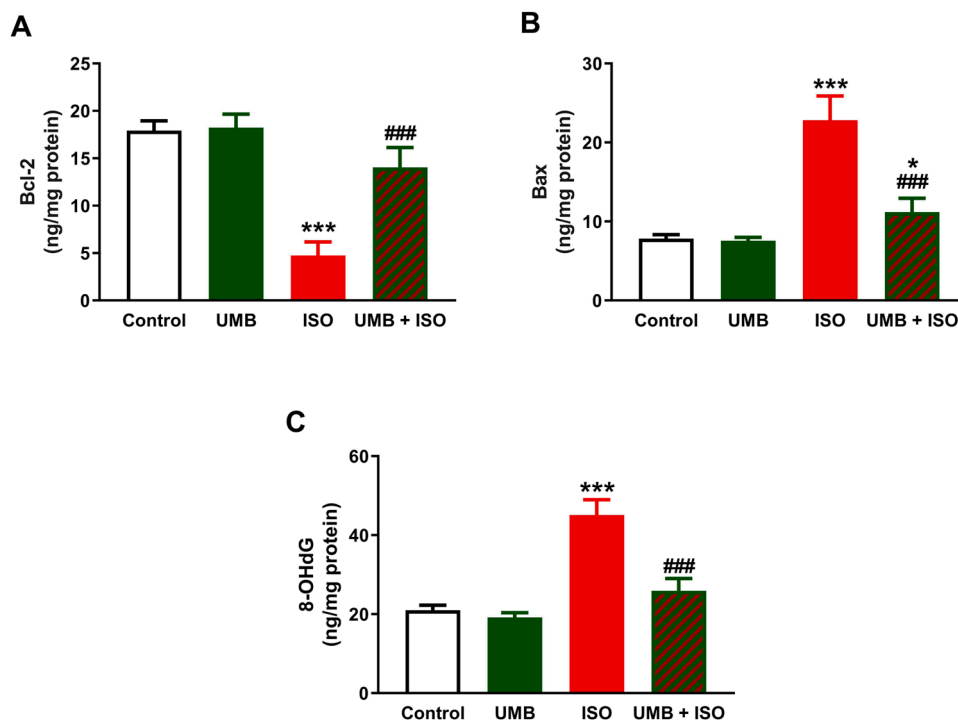 A
Bcl-2
(ng/mg protein)
25
20
15
10
5
0
***
###
Control UMB ISO UMB + ISO
B
Bax
(ng/mg protein)
30
20
10
0
***
*
###
Control UMB ISO UMB + ISO
C
8-OHdG
(ng/mg protein)
60
40
20
0
***
###
Control UMB ISO UMB + ISO